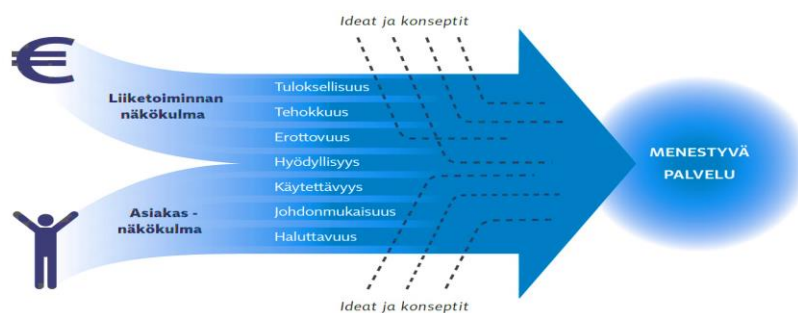 Ideat ja konseptit
€
Liiketoiminnan
näkökulma
Tuloksellisuus
Tehokkuus
Erottovuus
Hyödyllisyys
Käytettävyys
Johdonmukaisuus
Haluttavuus
Asiakas -
näkökulma
MENESTYVÄ
PALVELU
Ideat ja konseptit